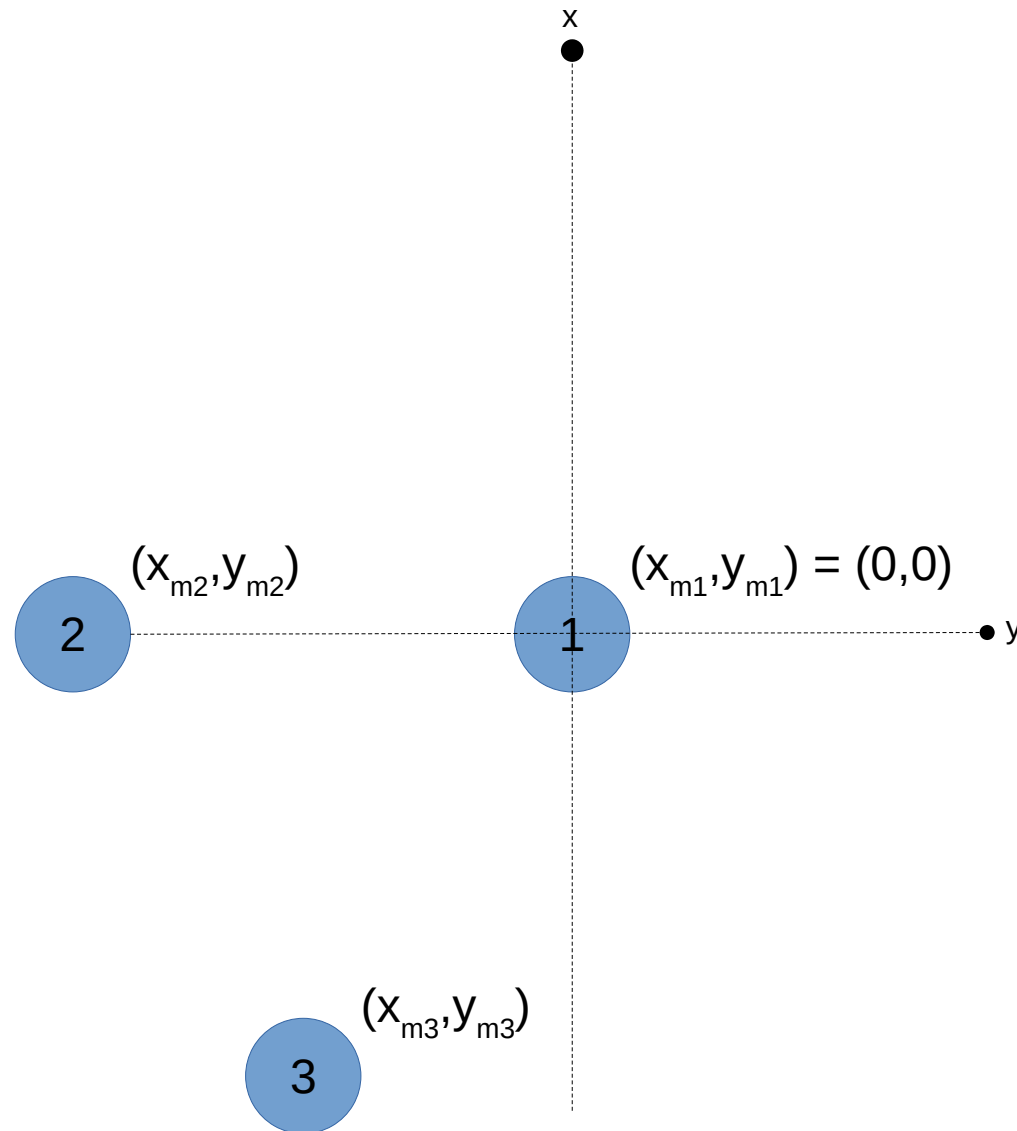 x
(xm2,ym2)
(xm1,ym1) = (0,0)
2
1
y
(xm3,ym3)
3